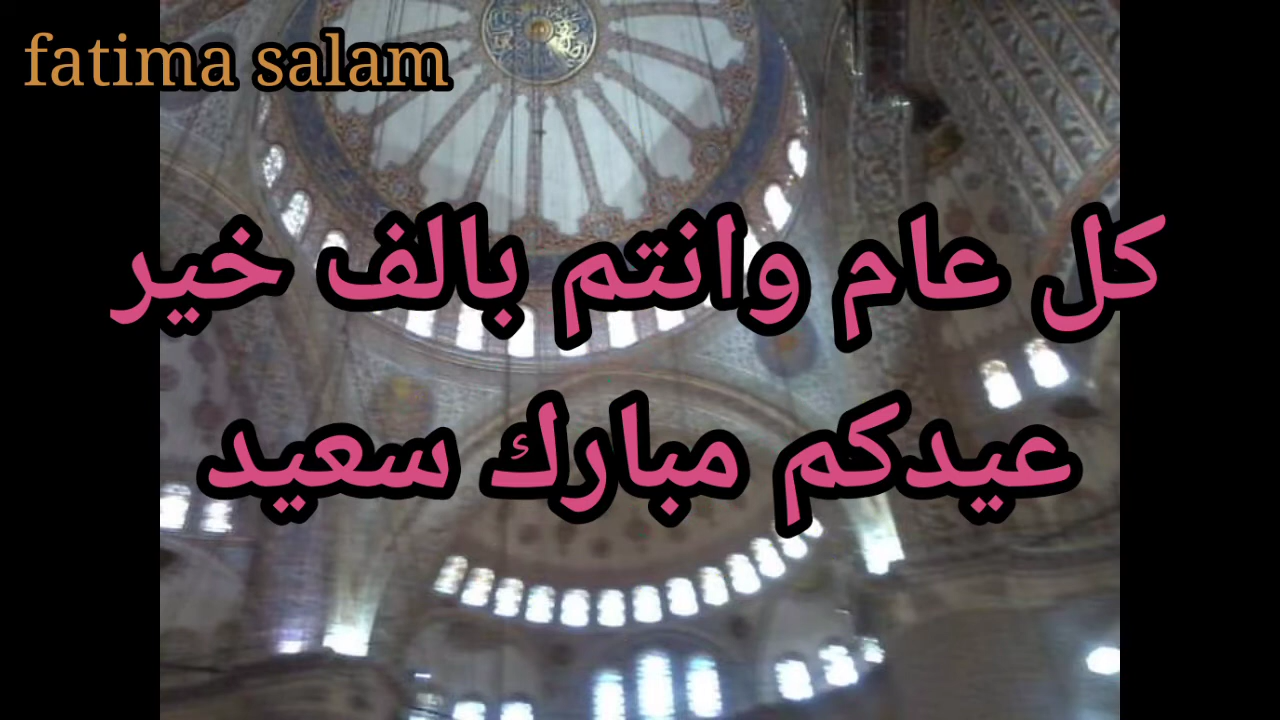 fatima salam
كل عام وانتم بالف خير
عيدكم مبارك سعيد